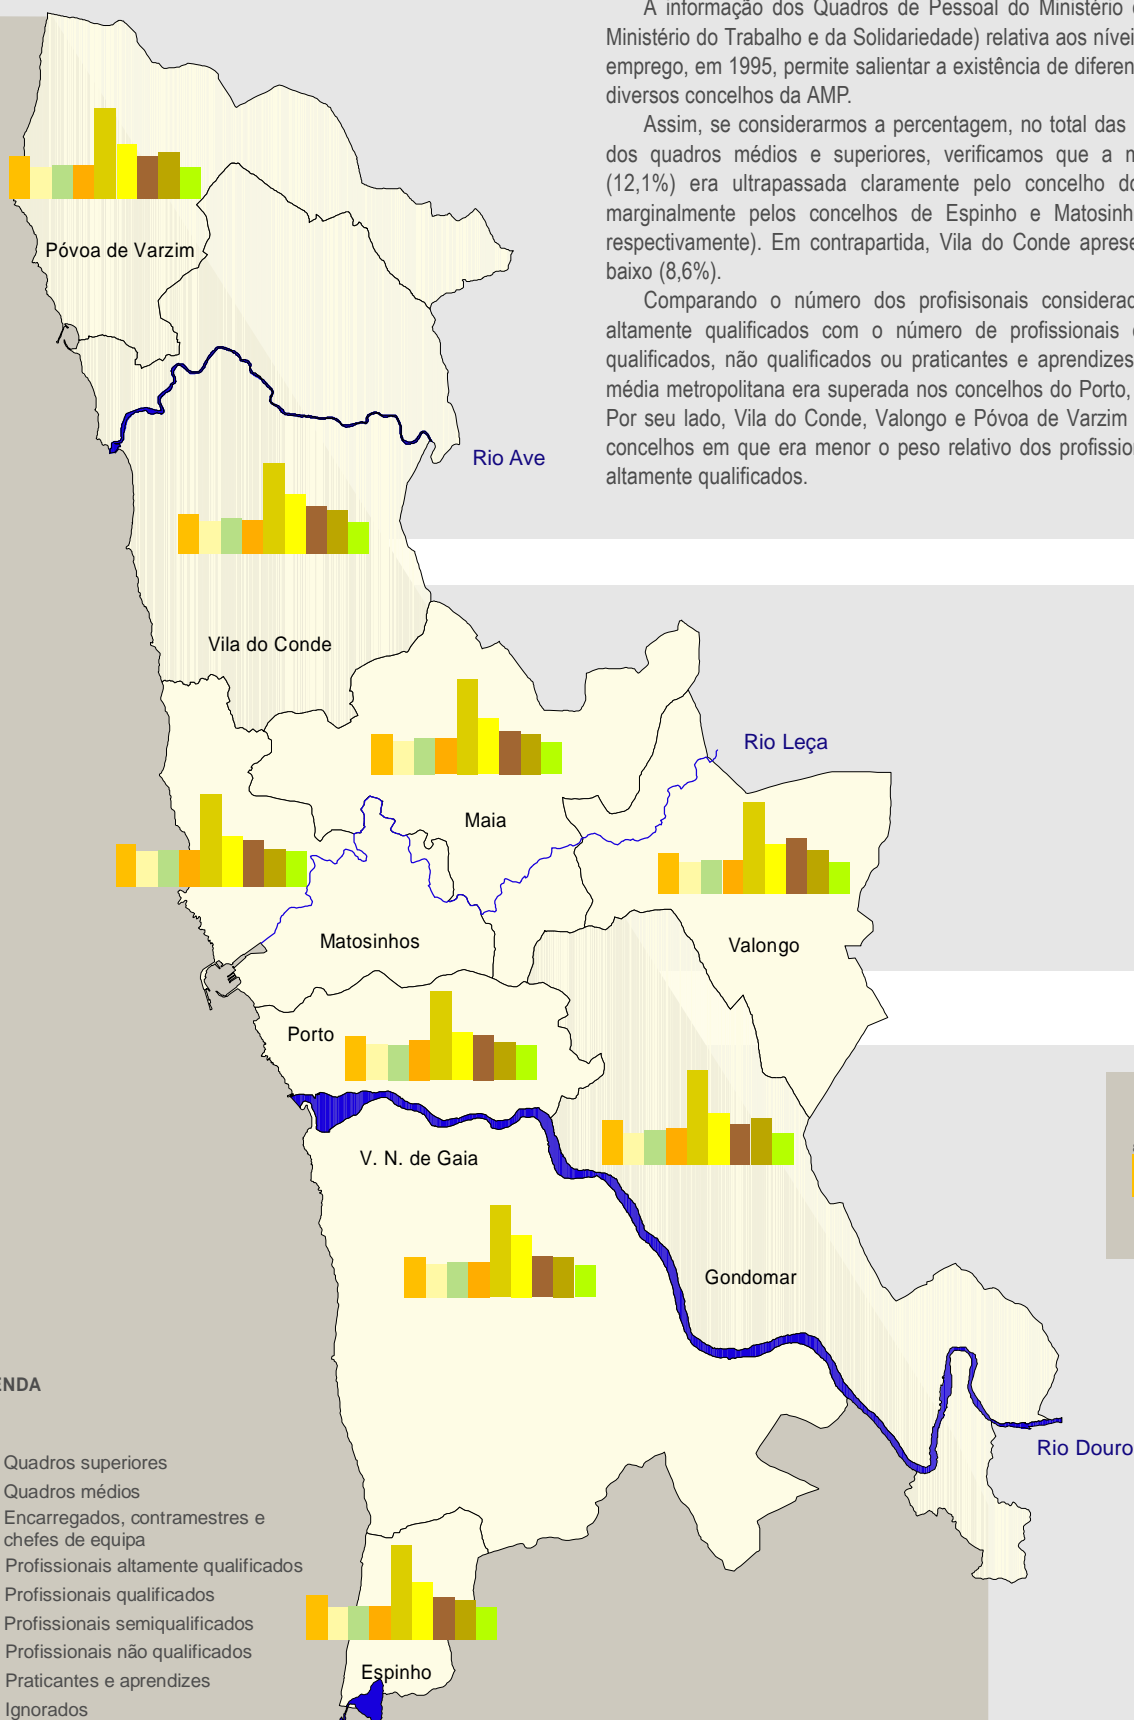 A informação dos Quadros de Pessoal do Ministério
Ministério do Trabalho e da Solidariedade) relativa aos
emprego, em 1995, permite salientar a existência de
diversos concelhos da AMP.
Assim, se considerarmos a percentagem, no total das
dos quadros médios e superiores, verificamos que a
(12,1%) era ultrapassada claramente pelo concelho
marginalmente pelos concelhos de Espinho e
respectivamente). Em contrapartida, Vila do Conde
baixo (8,6%).
Comparando o número dos profisisonais
altamente qualificados com o número de profissionais
qualificados, não qualificados ou praticantes e aprendizes
média metropolitana era superada nos concelhos do Porto,
Por seu lado, Vila do Conde, Valongo e Póvoa de Varzim
concelhos em que era menor o peso relativo dos
altamente qualificados.
Póvoa de Varzim
Rio Ave
Vila do Conde
Rio Leça
Maia
Matosinhos
Valongo
Porto
V. N. de Gaia
Gondomar
Rio Douro
Espinho
ENDA
Quadros superiores
Quadros médios
Encarregados, contramestres e
chefes de equipa
Profissionais altamente qualificados
Profissionais qualificados
Profissionais semiqualificados
Profissionais não qualificados
Praticantes e aprendizes
Ignorados